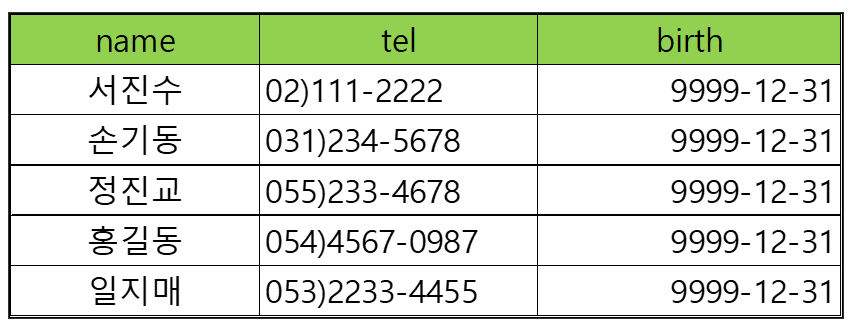 name tel birth
서진수 02)111-2222 9999-12-31
손기동 031)234-5678 9999-12-31
정진교 055)233-4678 9999-12-31
홍길동 054)4567-0987 9999-12-31
일지매 053)2233-4455 9999-12-31